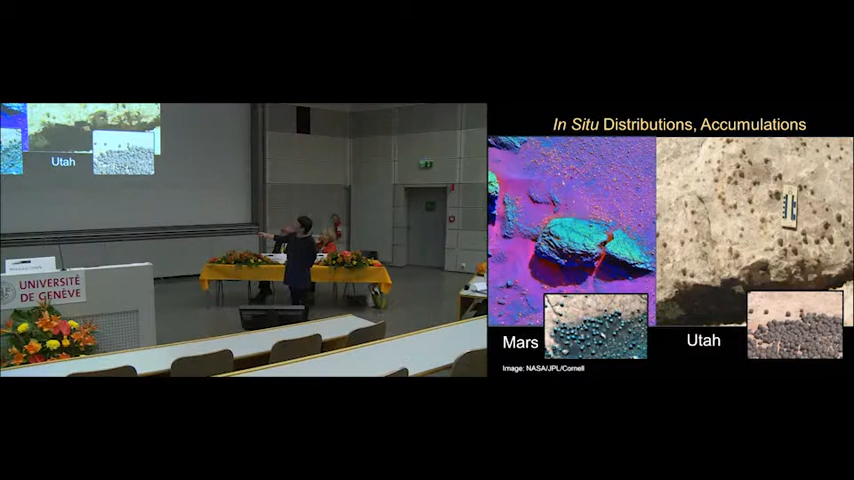 Utah
UNIVERSITÉ
DE GENÈVE
In Situ Distributions, Accumulations
Mars
Utah
Image: NASA/JPL/Cornell